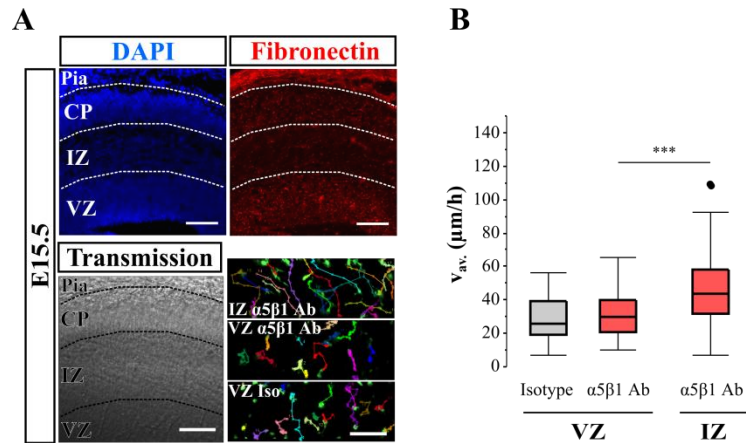 A
DAPI
Fibronectin
E15.5
Pia
CP
IZ
VZ
Transmission
Pia
CP
IZ
VZ
IZ α5β1 Ab
VZ α5β1 Ab
VZ Iso
B
v av. (µm/h)
140
120
100
80
60
40
20
0
***
Isotype α5β1 Ab α5β1 Ab
VZ IZ